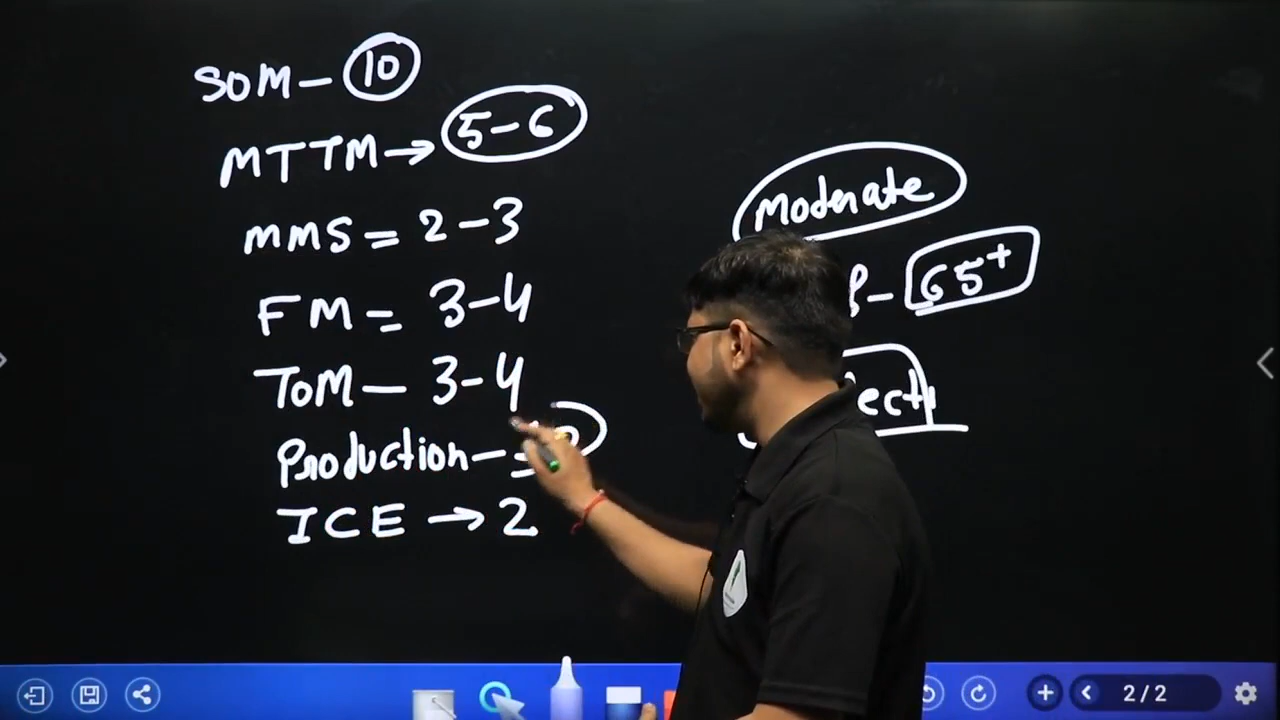 SOM - 10
MTTM → 5-6
MMS = 2-3
FM = 3-4
TOM - 3-4
Production -
ICE → 2
Moderate
65+
2/2